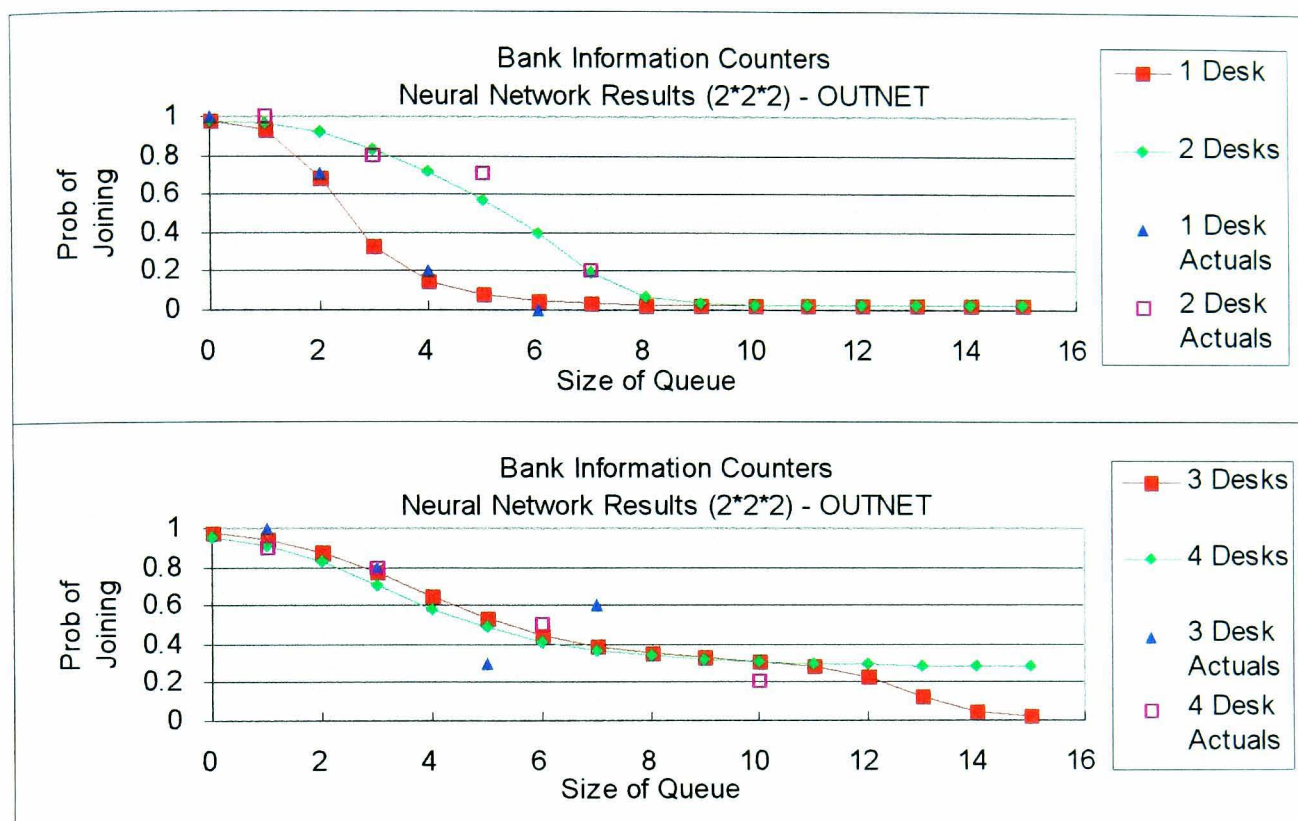 Bank Information Counters
Neural Network Results (2*2*2) - OUTNET
Prob of
Joining
1
0.8
0.6
0.4
0.2
0
0 2 4 6 8 10 12 14 16
Size of Queue
1 Desk
2 Desks
1 Desk
Actuals
2 Desk
Actuals
Bank Information Counters
Neural Network Results (2*2*2) - OUTNET
Prob of
Joining
1
0.8
0.6
0.4
0.2
0
0 2 4 6 8 10 12 14 16
Size of Queue
3 Desks
4 Desks
3 Desk
Actuals
4 Desk
Actuals